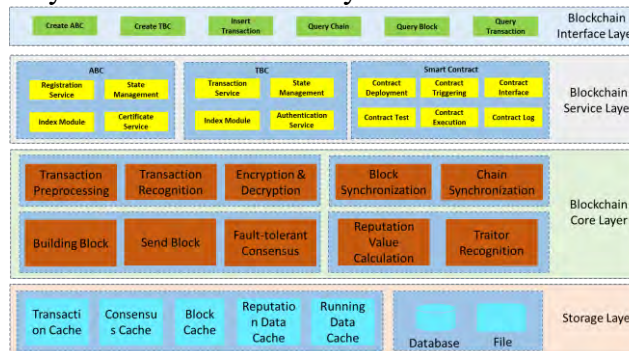 Create ABC
Create TBC
Insert
Transaction
Query Chain
Query Block
Query
Transaction
Blockchain
Interface Layer
ABC
Registration
Service
State
Management
Index Module
Certificate
Service
TBC
Transaction
Service
State
Management
Index Module
Authentication
Service
Smart Contract
Contract
Deployment
Contract
Triggering
Contract
Interface
Contract Test
Contract
Execution
Contract Log
Blockchain
Service Layer
Transaction
Preprocessing
Transaction
Recognition
Encryption &
Decryption
Block
Synchronization
Chain
Synchronization
Building Block
Send Block
Fault-tolerant
Consensus
Reputation
Value
Calculation
Traitor
Recognition
Blockchain
Core Layer
Transacti
on Cache
Consensu
s Cache
Block
Cache
Reputatio
n Data
Cache
Running
Data
Cache
Database
File
Storage Layer